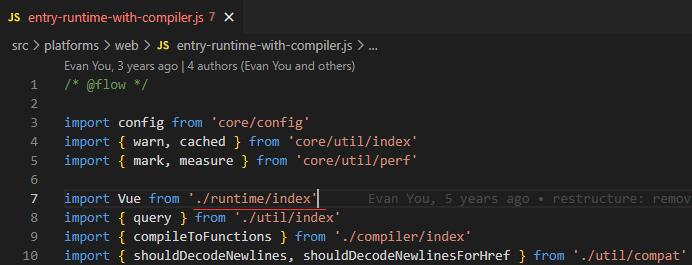 JS entry-runtime-with-compiler.js 7 ×
src > platforms > web > JS entry-runtime-with-compiler.js > ...
Evan You, 3 years ago | 4 authors (Evan You and others)
1 /* @flow */
2
3 import config from 'core/config'
4 import { warn, cached } from 'core/util/index'
5 import { mark, measure } from 'core/util/perf'
6
7 import Vue from './runtime/index' Evan You, 5 years ago • restructure: remov
8 import { query } from './util/index'
9 import { compileToFunctions } from './compiler/index'
10 import { shouldDecodeNewlines, shouldDecodeNewlinesForHref } from './util/compat'